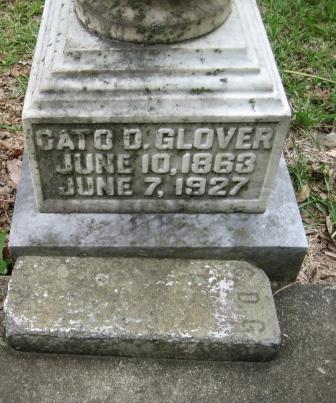 CATO D. GLOVER
JUNE 10, 1863
JUNE 7, 1927
C.D.G.